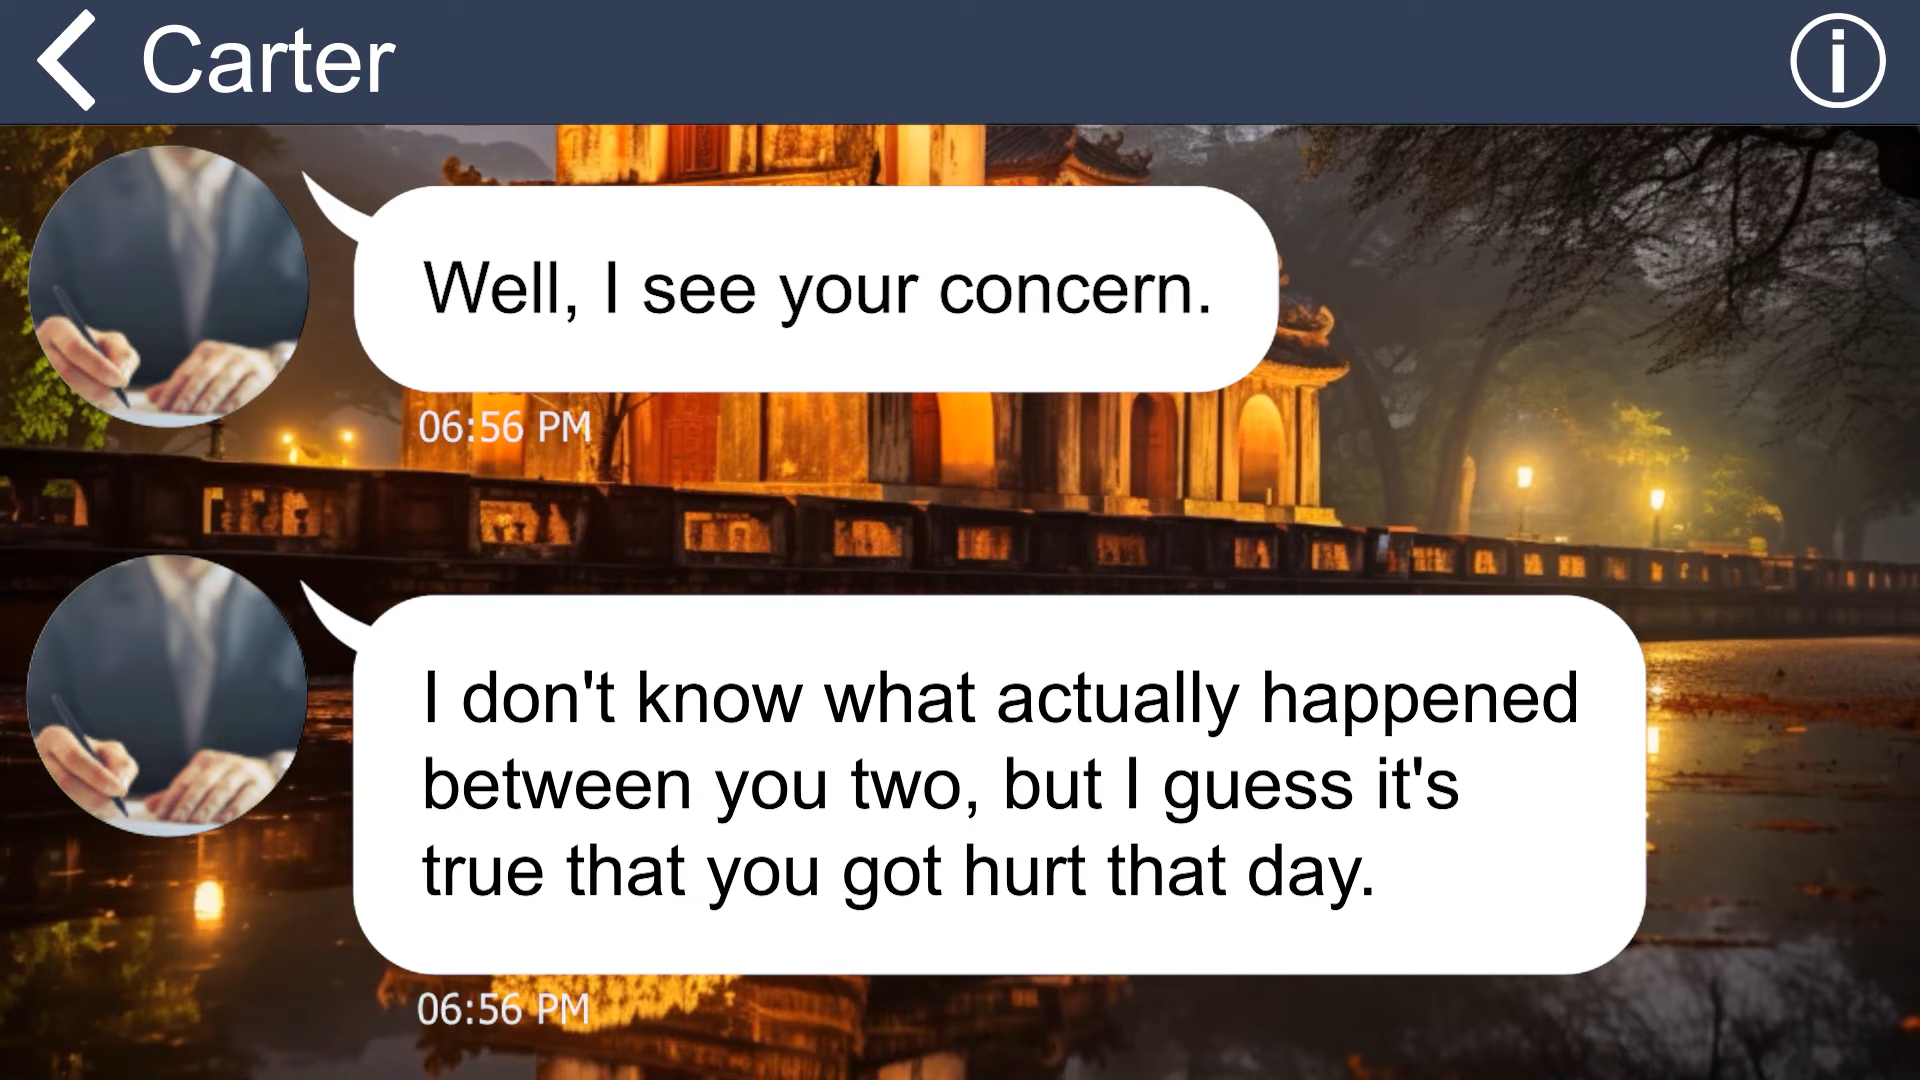 Carter
Well, I see your concern.
06:56 PM
I don't know what actually happened
between you two, but I guess it's
true that you got hurt that day.
06:56 PM